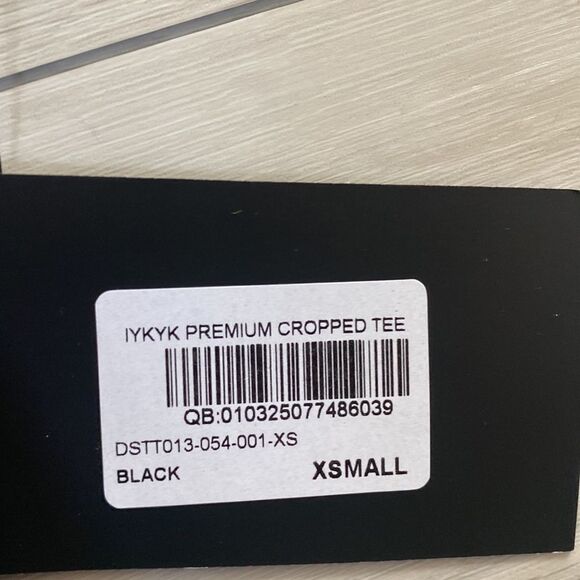 IYKYK PREMIUM CROPPED TEE
QB:010325077486039
DSTT013-054-001-XS
BLACK XSMALL